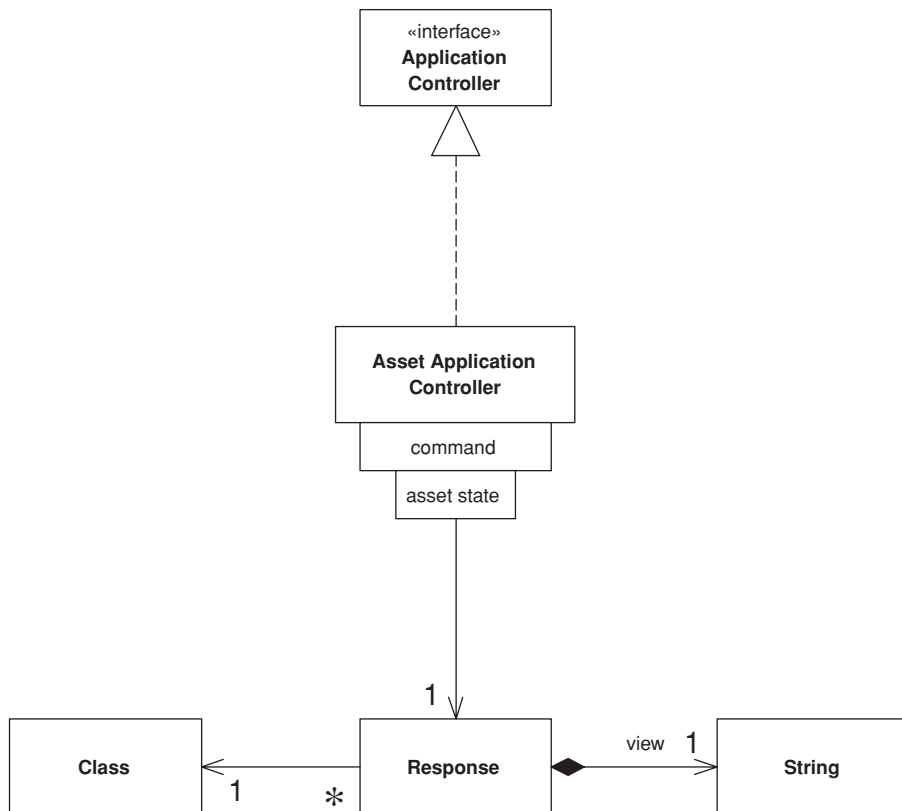 «interface»
Application
Controller
Asset Application
Controller
command
asset state
1
Class
1
*
Response
view
1
String